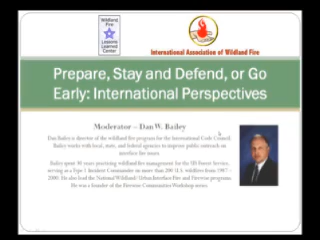 Wildland
Fire
Lessons
Learned
Center
International Association of Wildland Fire
Prepare, Stay and Defend, or Go
Early: International Perspectives
Moderator – Dan W. Bailey
Dan Bailey is director of the wildland fire program for the International Code Council.
Bailey works with local, state, and federal agencies to improve public outreach on
interface fire issues.
Bailey spent 36 years practicing wildland fire management for the US Forest Service,
serving as a Type 1 Incident Commander on more than 200 U.S. wildfires from 1987 –
2000. He also lead the National Wildland/Urban Interface Fire and Firewise programs.
He was a founder of the Firewise Communities Workshop series